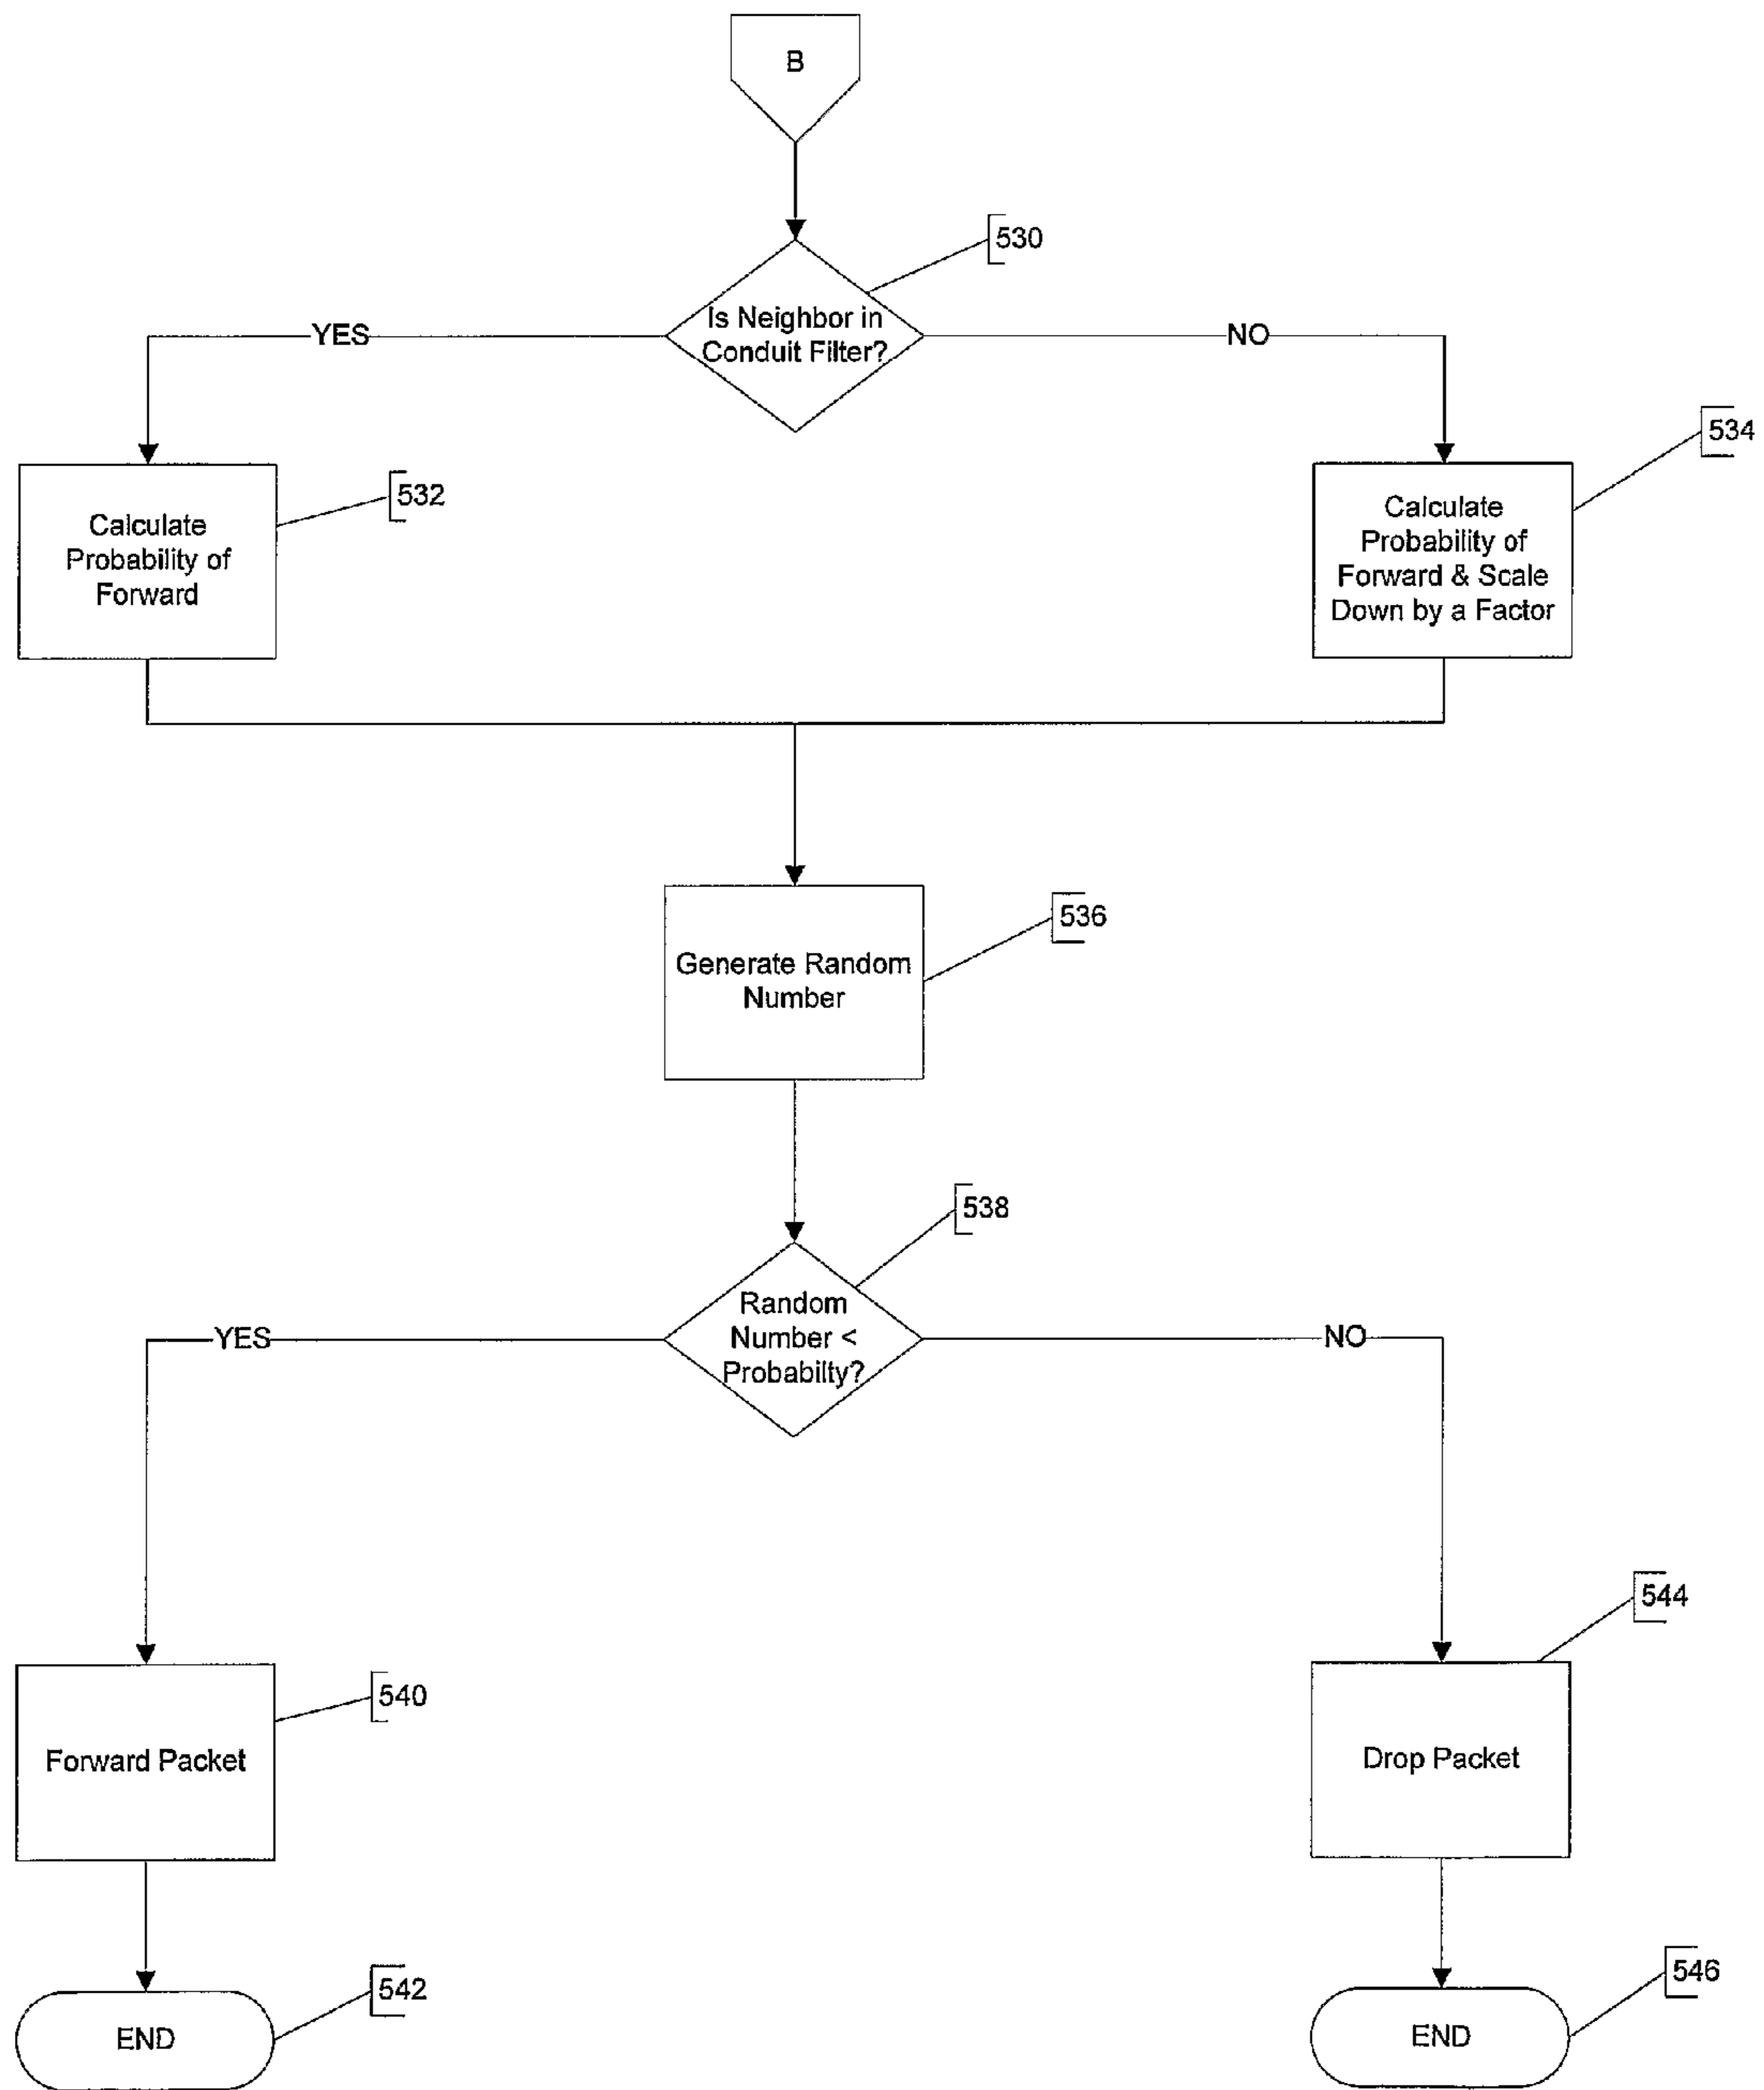 B
530
Is Neighbor in
Conduit Filter?
YES
NO
534
532
Calculate
Probability of
Forward
Calculate
Probability of
Forward & Scale
Down by a Factor
536
Generate Random
Number
538
Random
Number <
Probabilty?
YES
NO
544
540
Forward Packet
Drop Packet
542
546
END
END